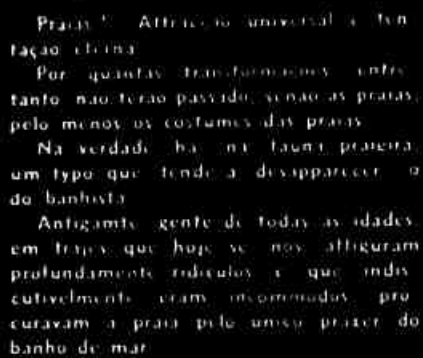 Praias! Attracção universal e ten
tação eterna
Por quantas transformações entre
tanto não terão passado, senão as praias,
pelo menos os costumes das praias
Na verdade ha na fauna praieira
um typo que tende a desapparecer o
do banhista
Antigamte gente de todas as idades
em trajes que hoje se nos affiguram
profundamente ridiculos e que indis
cutivelmente eram incommodos pro
curavam a praia pelo unico prazer do
banho de mar